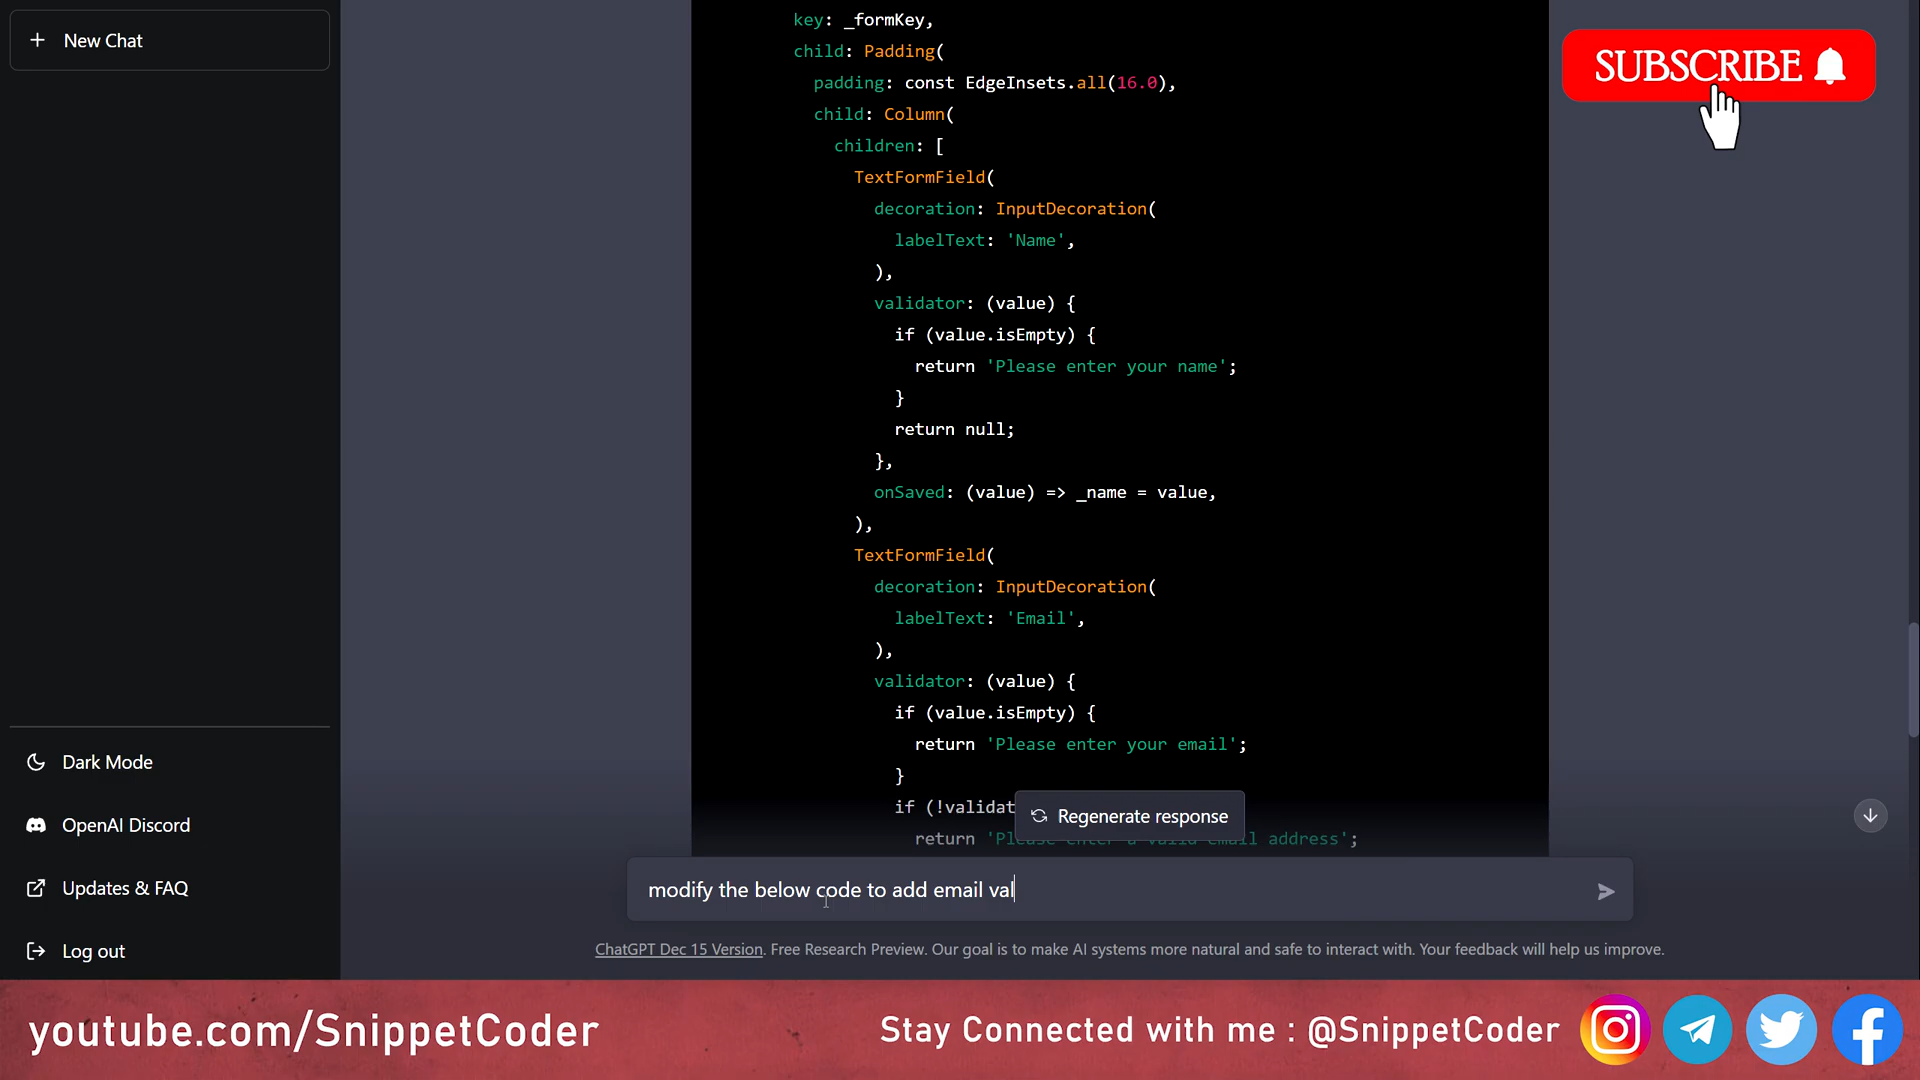 New Chat
key: _formKey,
child: Padding(
padding: const EdgeInsets.all(16.0),
child: Column(
children: [
TextFormField(
decoration: InputDecoration(
labelText: 'Name',
),
validator: (value) {
if (value.isEmpty) {
return 'Please enter your name';
}
return null;
},
onSaved: (value) => _name = value,
),
TextFormField(
decoration: InputDecoration(
labelText: 'Email',
),
validator: (value) {
if (value.isEmpty) {
return 'Please enter your email';
}
if (!validat
return 'Please enter a valid email address';
Regenerate response
modify the below code to add email val
ChatGPT Dec 15 Version. Free Research Preview. Our goal is to make AI systems more natural and safe to interact with. Your feedback will help us improve.
Dark Mode
OpenAI Discord
Updates & FAQ
Log out
SUBSCRIBE
youtube.com/SnippetCoder
Stay Connected with me : @SnippetCoder